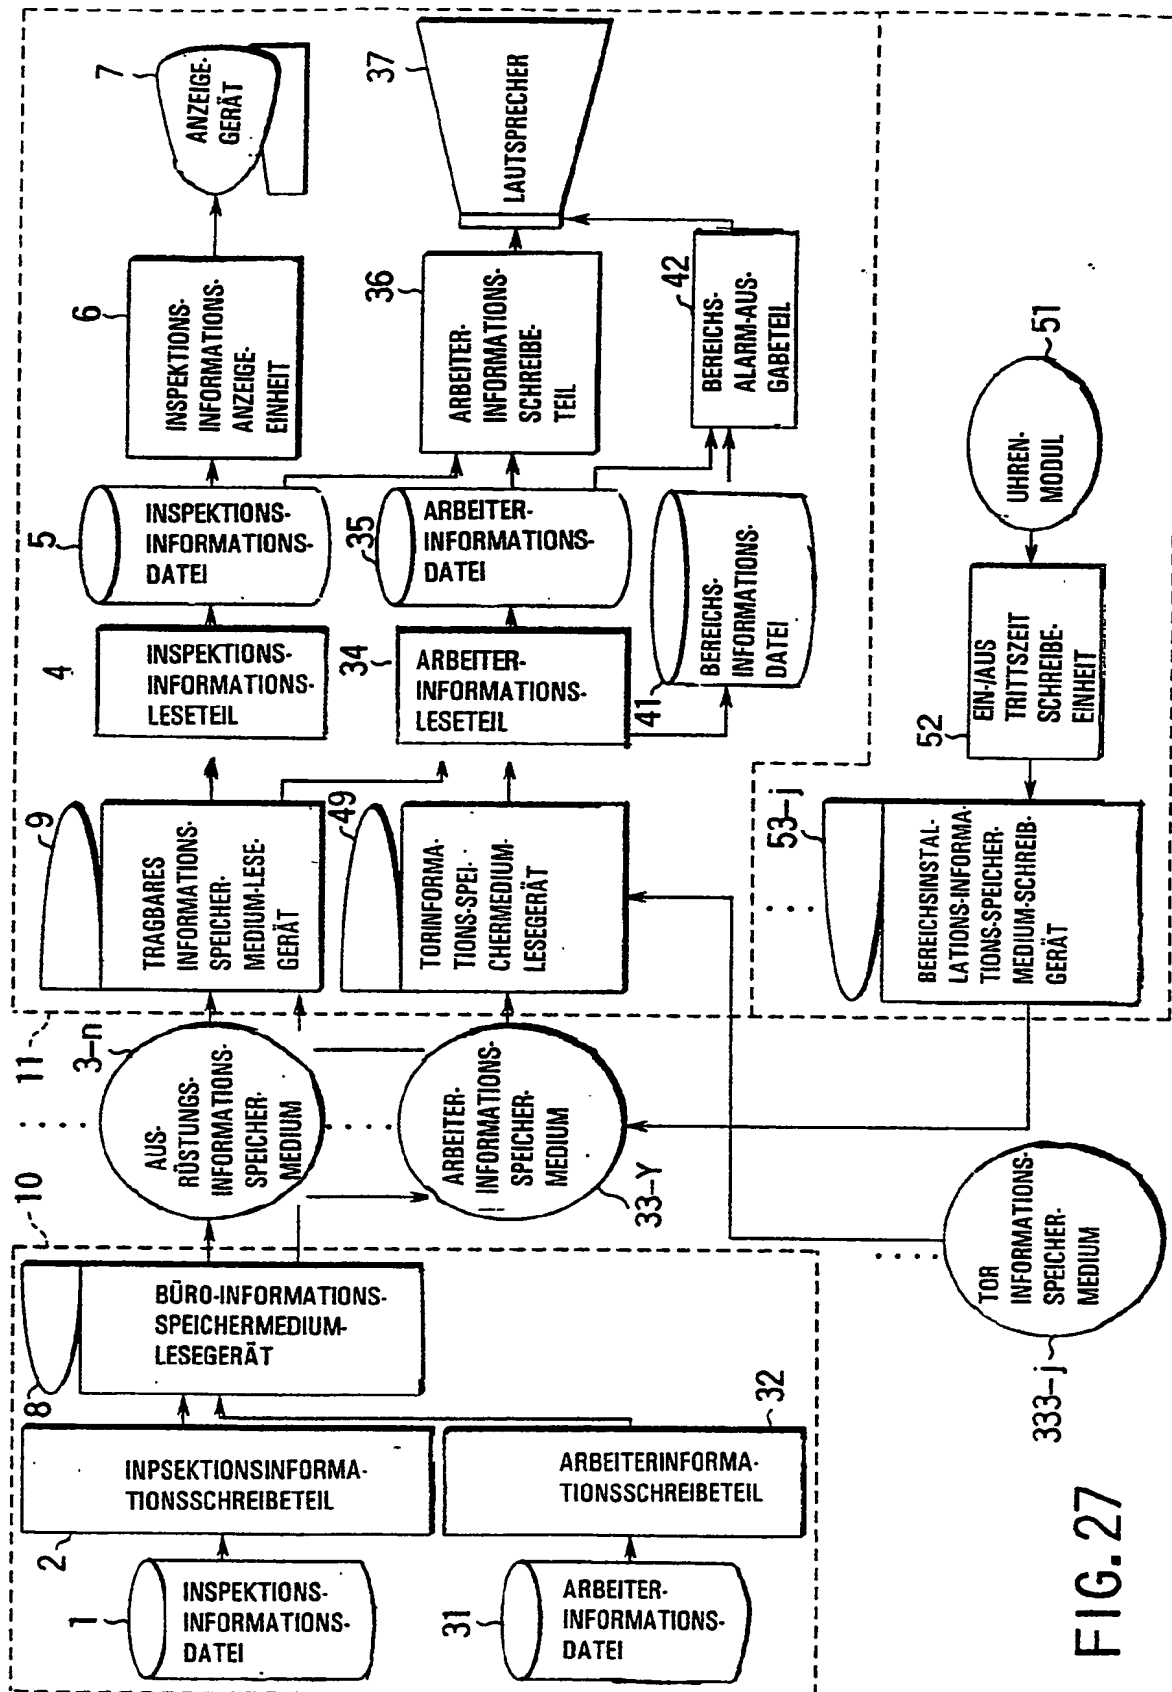 10
8
BÜRO-INFORMATIONS-
SPEICHERMEDIUM-
LESEGERÄT
2
INPSEKTIONSINFORMA-
TIONSSCHREIBETEIL
1
INSPEKTIONS-
INFORMATIONS-
DATEI
32
ARBEITERINFORMA-
TIONSSCHREIBETEIL
31
ARBEITER-
INFORMATIONS-
DATEI
3-n
AUS-
RÜSTUNGS-
INFORMATIONS-
SPEICHER-
MEDIUM
33-Y
ARBEITER-
INFORMATIONS-
SPEICHER-
MEDIUM
333-j
TOR
INFORMATIONS-
SPEICHER-
MEDIUM
11
9
TRAGBARES
INFORMATIONS-
SPEICHER-
MEDIUM-LESE-
GERÄT
49
TORINFORMA-
TIONS-SPEI-
CHERMEDIUM-
LESEGERÄT
4
INSPEKTIONS-
INFORMATIONS-
LESETEIL
34
ARBEITER-
INFORMATIONS-
LESETEIL
5
INSPEKTIONS-
INFORMATIONS-
DATEI
35
ARBEITER-
INFORMATIONS-
DATEI
41
BEREICHS-
INFORMATIONS-
DATEI
6
INSPEKTIONS-
INFORMATIONS-
ANZEIGE-
EINHEIT
36
ARBEITER-
INFORMATIONS-
SCHREIBE-
TEIL
42
BEREICHS-
ALARM-AUS-
GABETEIL
7
ANZEIGE-
GERÄT
37
LAUTSPRECHER
53-j
BEREICHSINSTAL-
LATIONS-INFORMA-
TIONS-SPEICHER-
MEDIUM-SCHREIB-
GERÄT
52
EIN-/AUS
TRITTSZEIT
SCHREIBE-
EINHEIT
51
UHREN-
MODUL
FIG. 27